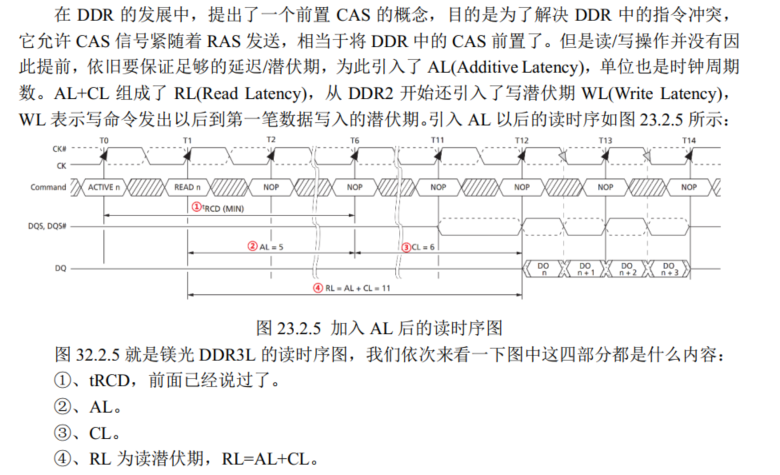 在 DDR 的发展中，提出了一个前置 CAS 的概念，目的是为了解决 DDR 中的指令冲突，
它允许 CAS 信号紧随着 RAS 发送，相当于将 DDR 中的 CAS 前置了。但是读/写操作并没有因
此提前，依旧要保证足够的延迟/潜伏期，为此引入了 AL(Additive Latency)，单位也是时钟周期
数。AL+CL 组成了 RL(Read Latency)，从 DDR2 开始还引入了写潜伏期 WL(Write Latency)，
WL 表示写命令发出以后到第一笔数据写入的潜伏期。引入 AL 以后的读时序如图 23.2.5 所示：
T0 T1 T2 T6 T11 T12 T13 T14
CK#
CK
Command ACTIVE n READ n NOP NOP NOP NOP NOP NOP
①tRCD (MIN)
DQS, DQS#
② AL = 5 ③CL = 6
DQ DO n DO n + 1 DO n + 2 DO n + 3
④ RL = AL + CL = 11
图 23.2.5 加入 AL 后的读时序图
图 32.2.5 就是镁光 DDR3L 的读时序图，我们依次来看一下图中这四部分都是什么内容：
①、tRCD，前面已经说过了。
②、AL。
③、CL。
④、RL 为读潜伏期，RL=AL+CL。